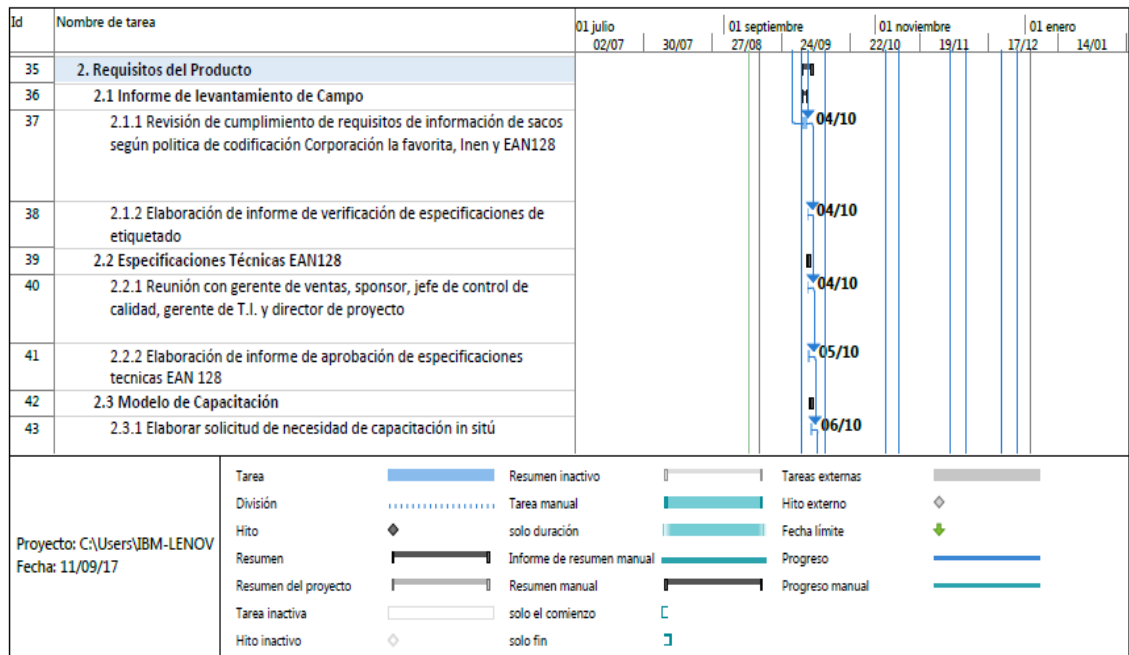 Id Nombre de tarea 01 julio 01 septiembre 01 noviembre 01 enero
02/07 30/07 27/08 24/09 22/10 19/11 17/12 14/01
35 2. Requisitos del Producto
36 2.1 Informe de levantamiento de Campo
37 2.1.1 Revisión de cumplimiento de requisitos de información de sacos 04/10
según politica de codificación Corporación la favorita, Inen y EAN128
38 2.1.2 Elaboración de informe de verificación de especificaciones de 04/10
etiquetado
39 2.2 Especificaciones Técnicas EAN128
40 2.2.1 Reunión con gerente de ventas, sponsor, jefe de control de 04/10
calidad, gerente de T.I. y director de proyecto
41 2.2.2 Elaboración de informe de aprobación de especificaciones 05/10
tecnicas EAN 128
42 2.3 Modelo de Capacitación
43 2.3.1 Elaborar solicitud de necesidad de capacitación in sitú 06/10
Proyecto: C:\Users\IBM-LENOV
Fecha: 11/09/17
Tarea Resumen inactivo Tareas externas
División Tarea manual Hito externo
Hito solo duración Fecha límite
Resumen Informe de resumen manual Progreso
Resumen del proyecto Resumen manual Progreso manual
Tarea inactiva solo el comienzo
Hito inactivo solo fin